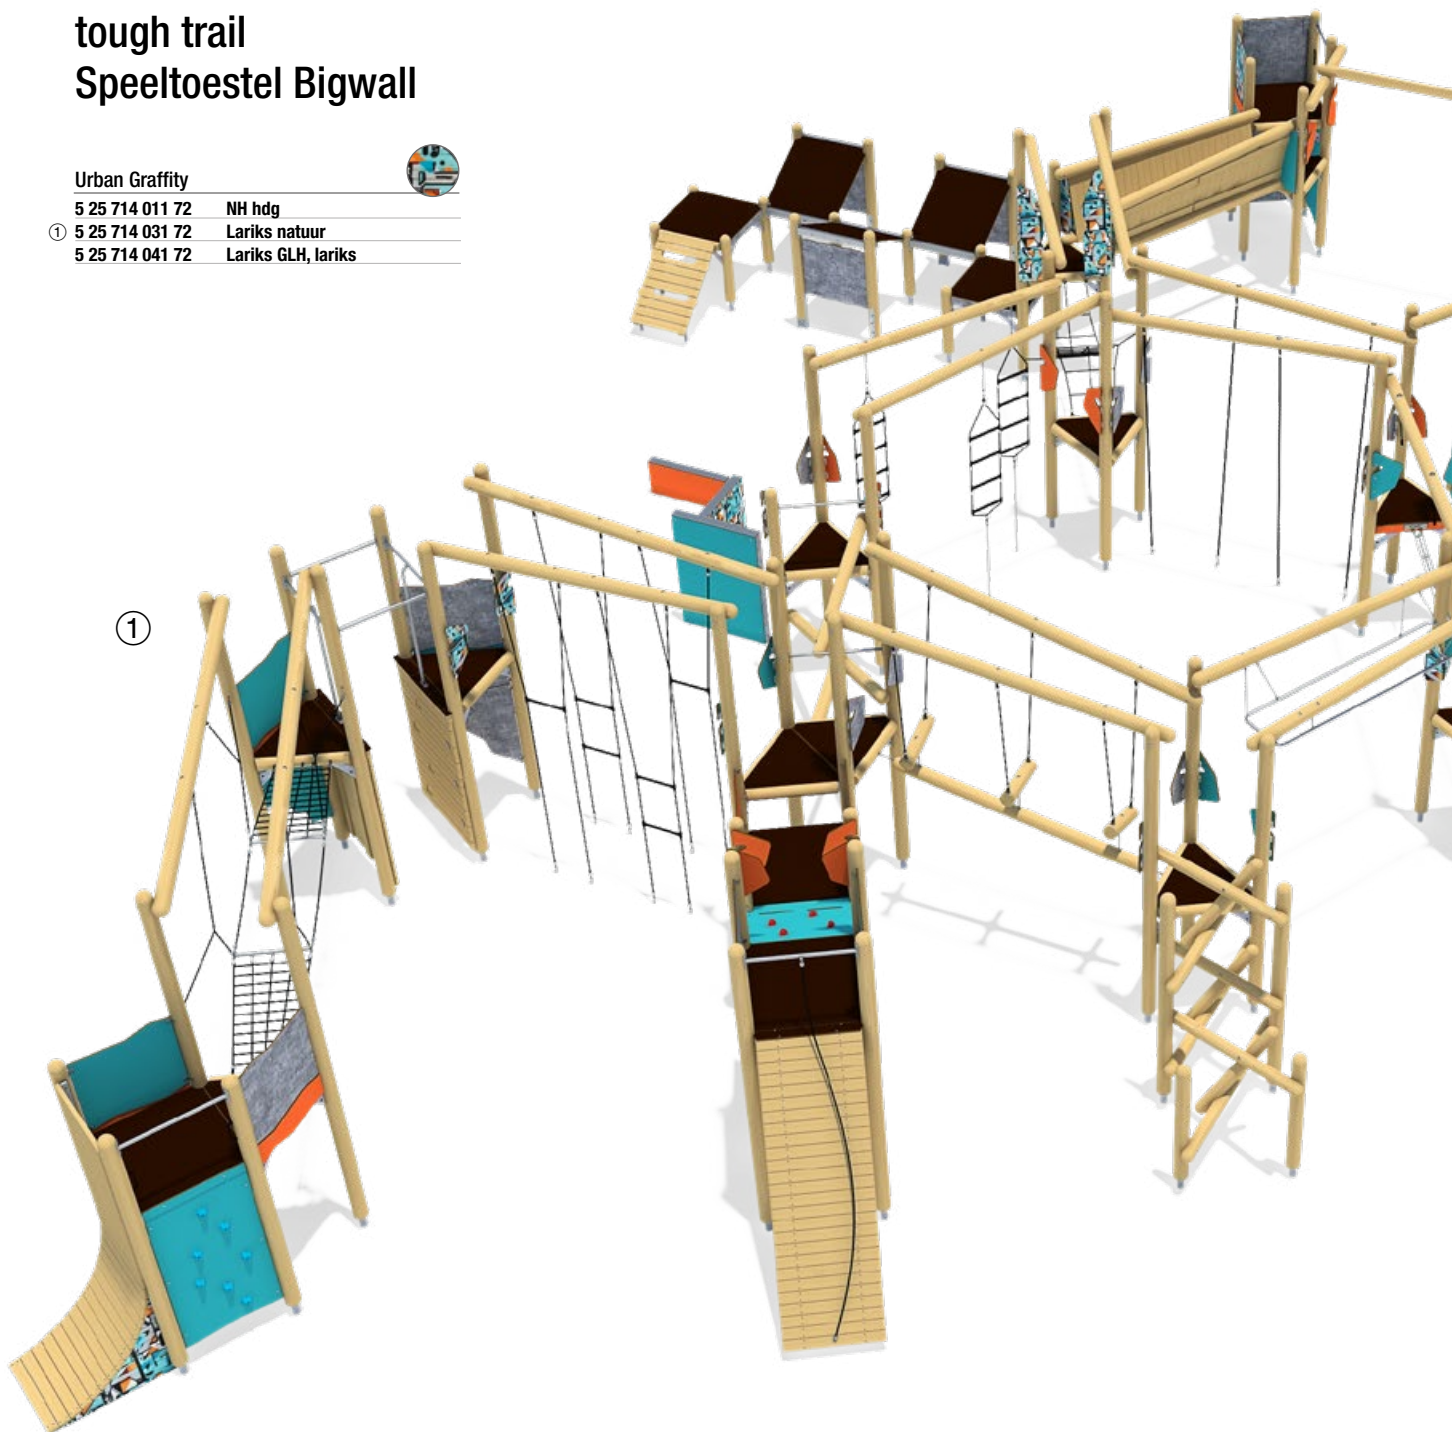 tough trail
Speeltoestel Bigwall
Urban Graffity
5 25 714 011 72 NH hdg
① 5 25 714 031 72 Lariks natuur
5 25 714 041 72 Lariks GLH, lariks
①